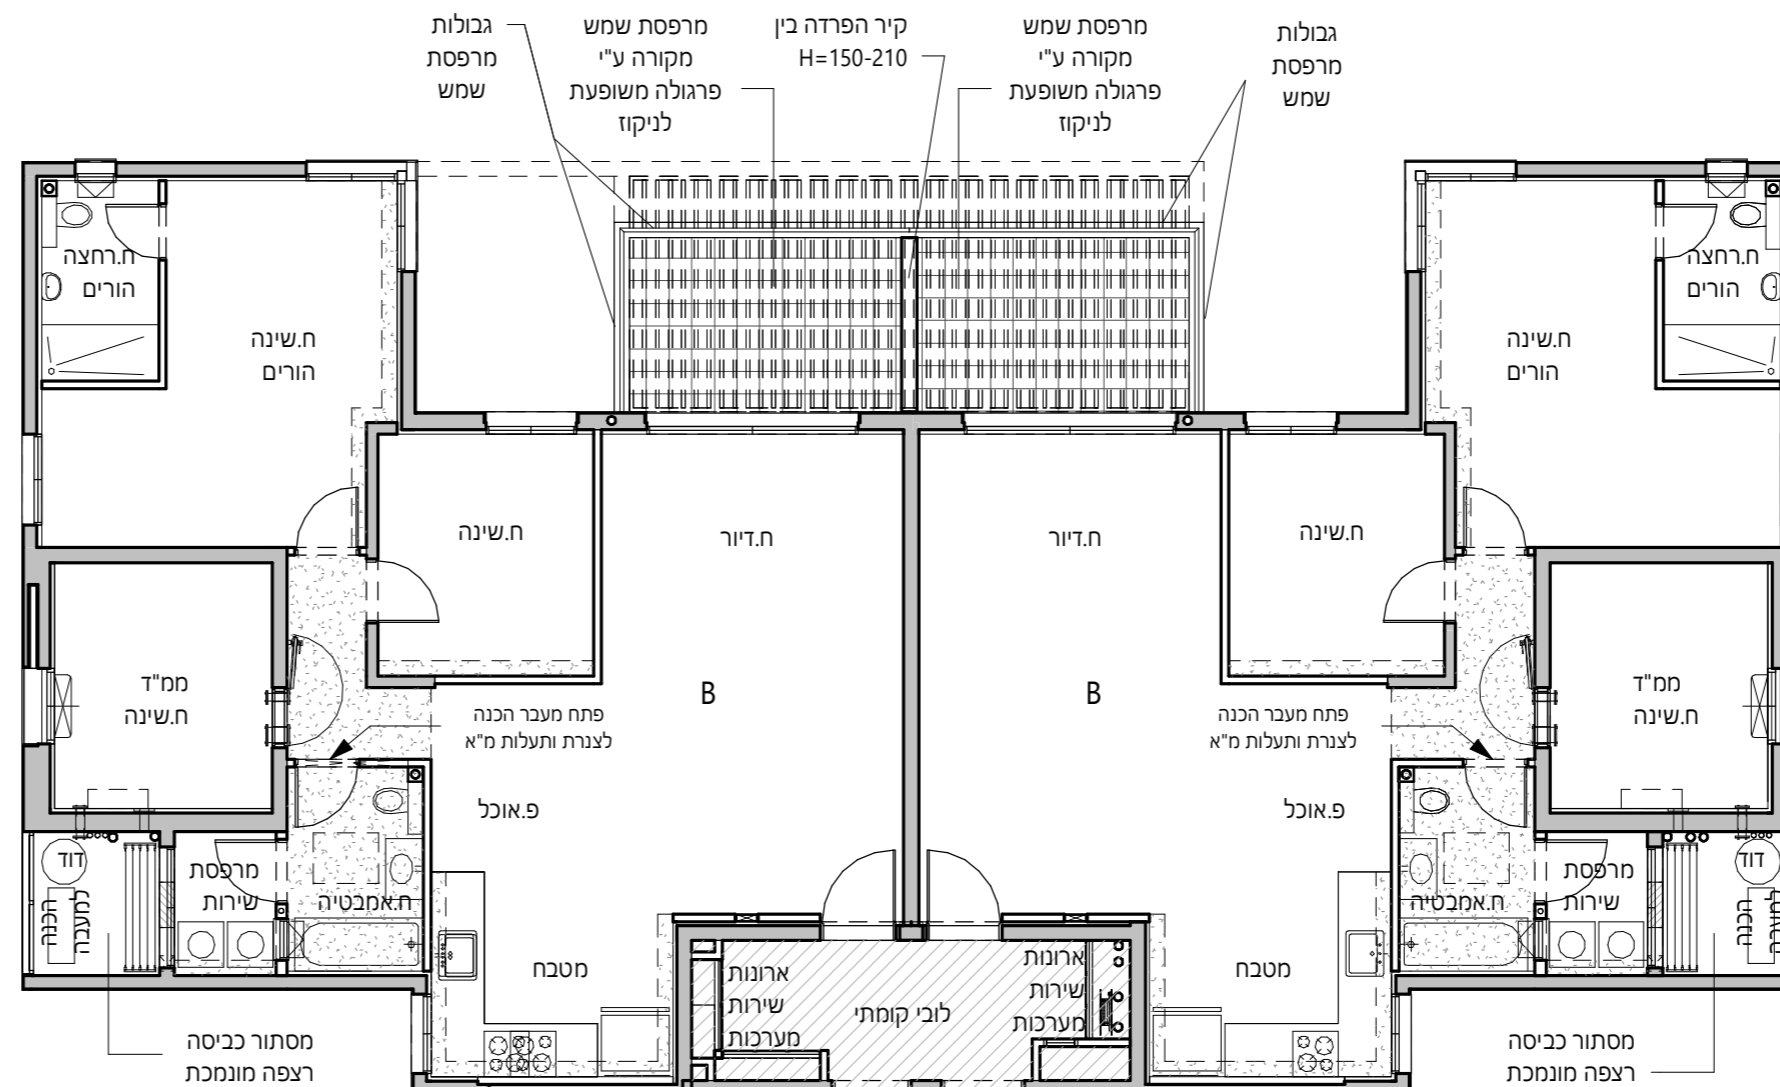 גבולות
מרפסת
שמש
מרפסת שמש
מקורה ע"י
פרגולה משופעת
לניקוז
קיר הפרדה בין
H=150-210
מרפסת שמש
מקורה ע"י
פרגולה משופעת
לניקוז
גבולות
מרפסת
שמש
ח.רחצה
הורים
ח.שינה
הורים
ח.שינה
הורים
ח.רחצה
הורים
ח.שינה
ח.דיור
ח.דיור
ח.שינה
ממ"ד
ח.שינה
B
B
ממ"ד
ח.שינה
פתח מעבר הכנה
לצנרת ותעלות מ"א
פתח מעבר הכנה
לצנרת ותעלות מ"א
פ.אוכל
פ.אוכל
דוד
הכנה
למעבה
מרפסת
שירות
ח.אמבטיה
ח.אמבטיה
מרפסת
שירות
דוד
הכנה
למעבה
מטבח
ארונות
שירות
מערכות
לובי קומתי
ארונות
שירות
מערכות
מטבח
מסתור כביסה
רצפה מונמכת
מסתור כביסה
רצפה מונמכת